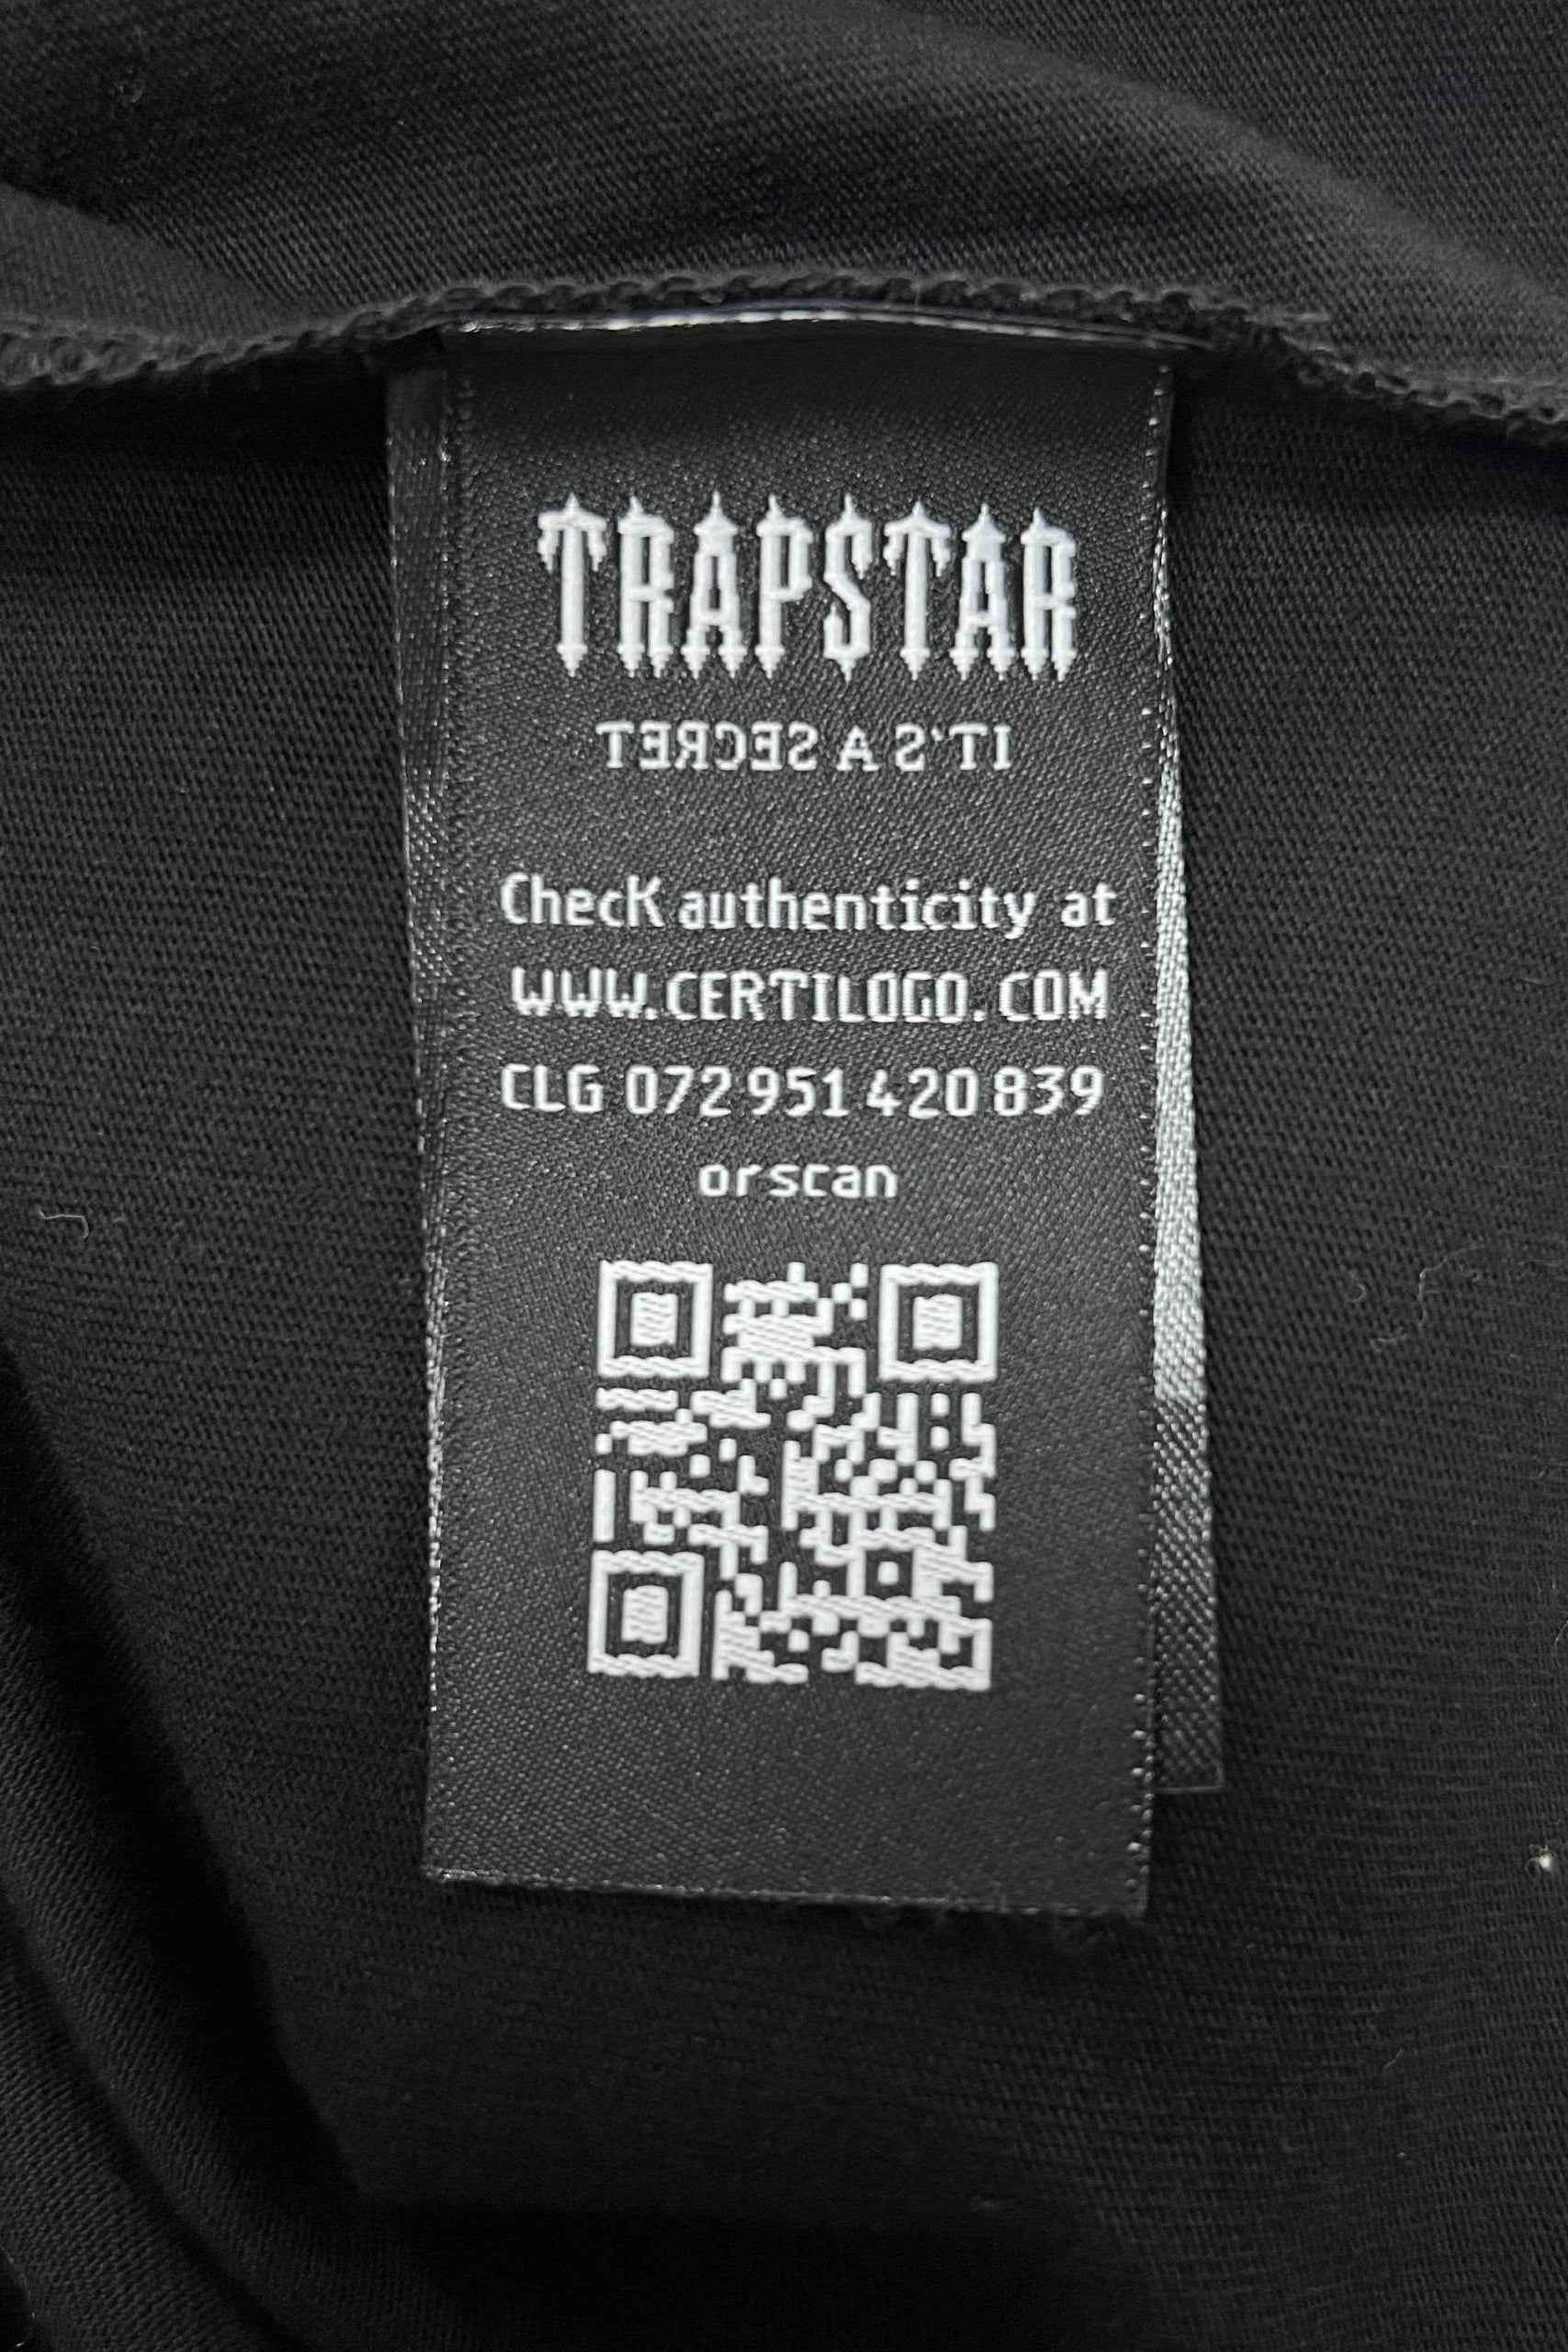 TRAPSTAR
IT'S A SECRET
Check authenticity at
WWW.CERTILOGO.COM
CLG 072 951 420 839
or scan